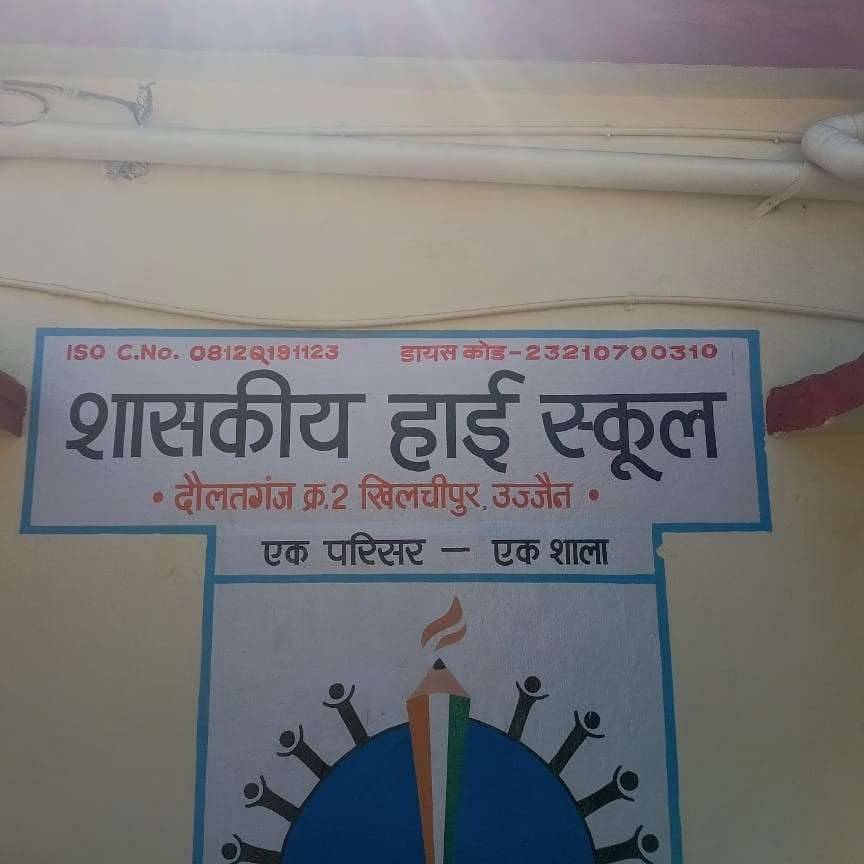 ISO C.No. 0812Q191123 डायस कोड-23210700310
शासकीय हाई स्कूल
• दौलतगंज क्र.2 खिलचीपुर, उज्जैन •
एक परिसर — एक शाला